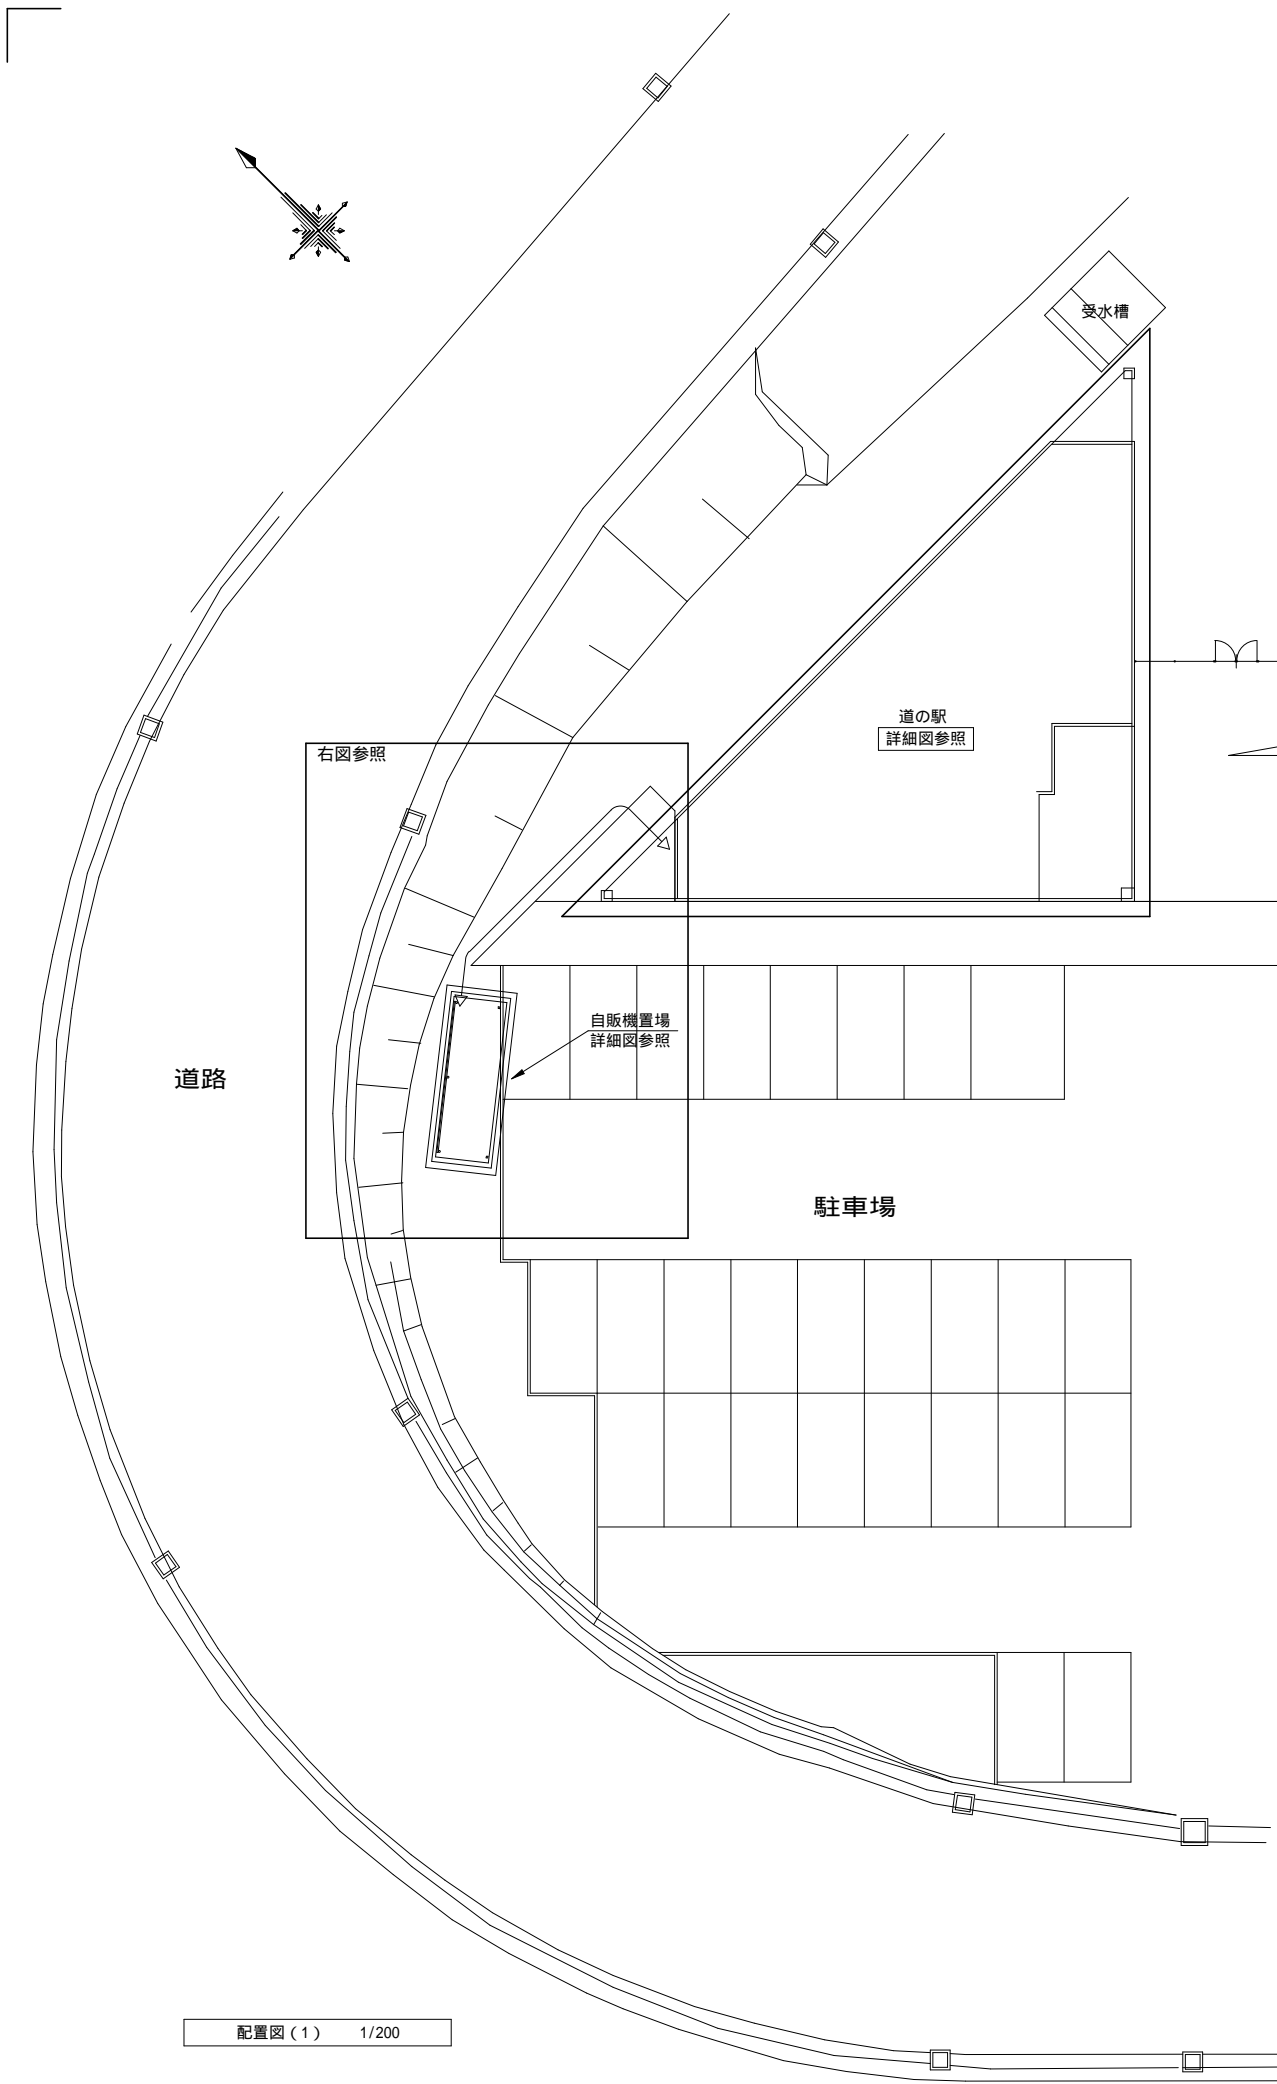 受水槽
道の駅
詳細図参照
右図参照
自販機置場
詳細図参照
道路
駐車場
配置図（１） 1/200